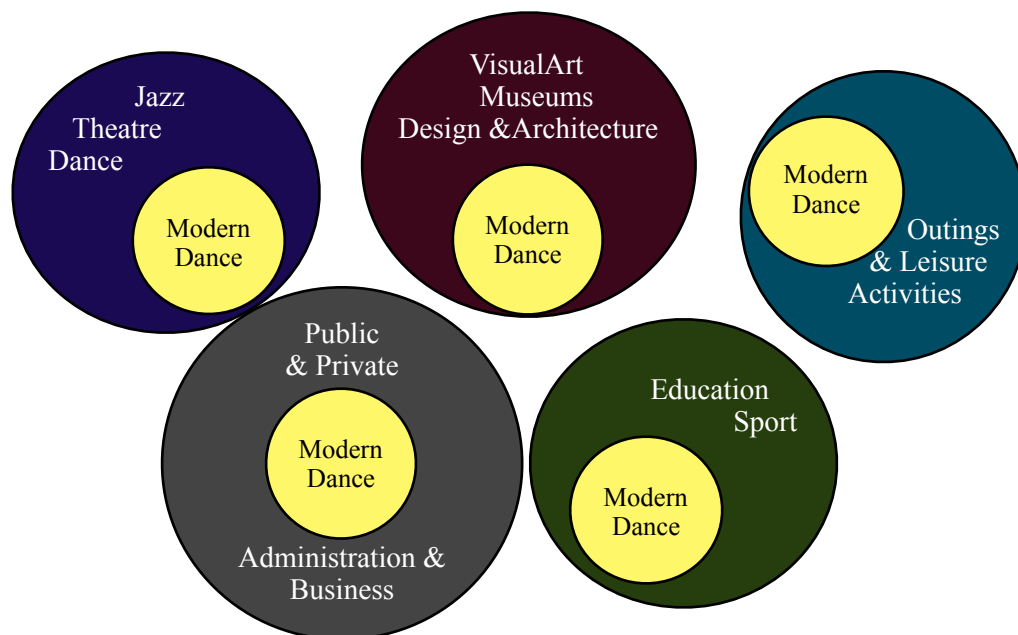 Jazz
Theatre
Dance
Modern
Dance
VisualArt
Museums
Design &Architecture
Modern
Dance
Modern
Dance
Outings
& Leisure
Activities
Public
& Private
Modern
Dance
Administration &
Business
Education
Sport
Modern
Dance